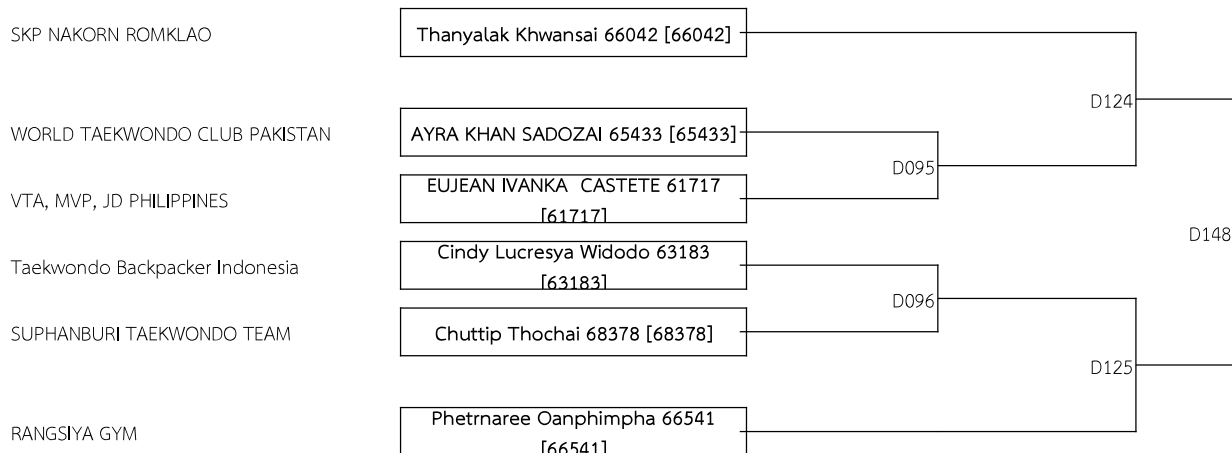 SKP NAKORN ROMKLAO
Thanyalak Khwansai 66042 [66042]
D124
WORLD TAEKWONDO CLUB PAKISTAN
AYRA KHAN SADOZAI 65433 [65433]
D095
VTA, MVP, JD PHILIPPINES
EUJEAN IVANKA  CASTETE 61717
[61717]
D148
Taekwondo Backpacker Indonesia
Cindy Lucresya Widodo 63183
[63183]
D096
SUPHANBURI TAEKWONDO TEAM
Chuttip Thochai 68378 [68378]
D125
RANGSIYA GYM
Phetrnaree Oanphimpha 66541
[66541]